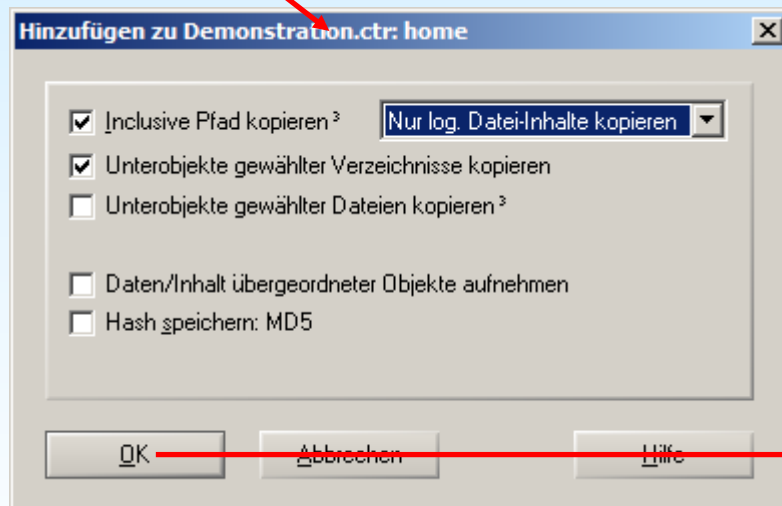 Hinzufügen zu Demonstration.ctr: home
Inclusive Pfad kopieren ³ Nur log. Datei-Inhalte kopieren
Unterobjekte gewählter Verzeichnisse kopieren
Unterobjekte gewählter Dateien kopieren ³
Daten/Inhalt übergeordneter Objekte aufnehmen
Hash speichern: MD5
OK Abbrechen Hilfe